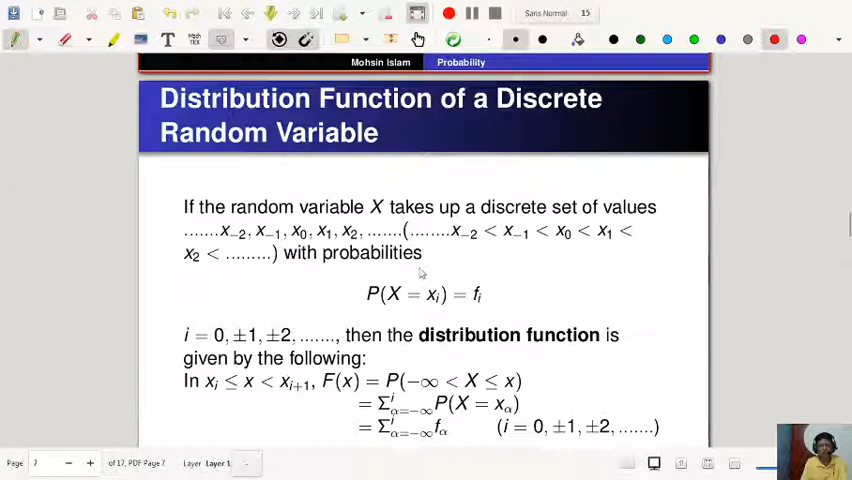 Sans Normal 15
T Math TEX
Mohsin Islam Probability
Distribution Function of a Discrete
Random Variable
If the random variable X takes up a discrete set of values
.......x₋₂, x₋₁, x₀, x₁, x₂, .......(........x₋₂ < x₋₁ < x₀ < x₁ <
x₂ < .........) with probabilities
P(X = xᵢ) = fᵢ
i = 0, ±1, ±2, ......., then the distribution function is
given by the following:
In xᵢ ≤ x < xᵢ₊₁, F(x) = P(−∞ < X ≤ x)
= Σⁱ_{α=−∞} P(X = x_α)
= Σⁱ_{α=−∞} f_α (i = 0, ±1, ±2, .......)
Page 7 of 17, PDF Page 7 Layer Layer 1